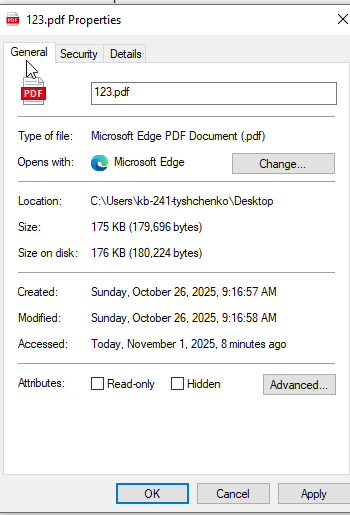 123.pdf Properties
General Security Details
PDF
123.pdf
Type of file: Microsoft Edge PDF Document (.pdf)
Opens with: Microsoft Edge Change...
Location: C:\Users\kb-241-tyshchenko\Desktop
Size: 175 KB (179,696 bytes)
Size on disk: 176 KB (180,224 bytes)
Created: Sunday, October 26, 2025, 9:16:57 AM
Modified: Sunday, October 26, 2025, 9:16:58 AM
Accessed: Today, November 1, 2025, 8 minutes ago
Attributes: Read-only Hidden Advanced...
OK Cancel Apply